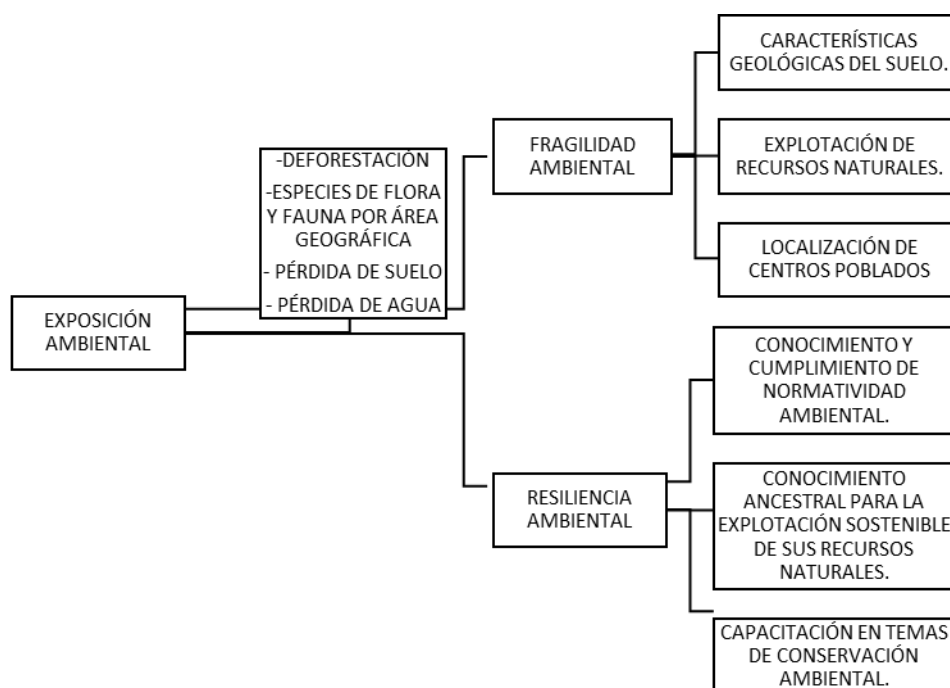 EXPOSICIÓN
AMBIENTAL
-DEFORESTACIÓN
-ESPECIES DE FLORA
Y FAUNA POR ÁREA
GEOGRÁFICA
- PÉRDIDA DE SUELO
- PÉRDIDA DE AGUA
FRAGILIDAD
AMBIENTAL
CARACTERÍSTICAS
GEOLÓGICAS DEL SUELO.
EXPLOTACIÓN DE
RECURSOS NATURALES.
LOCALIZACIÓN DE
CENTROS POBLADOS
RESILIENCIA
AMBIENTAL
CONOCIMIENTO Y
CUMPLIMIENTO DE
NORMATIVIDAD
AMBIENTAL.
CONOCIMIENTO
ANCESTRAL PARA LA
EXPLOTACIÓN SOSTENIBLE
DE SUS RECURSOS
NATURALES.
CAPACITACIÓN EN TEMAS
DE CONSERVACIÓN
AMBIENTAL.